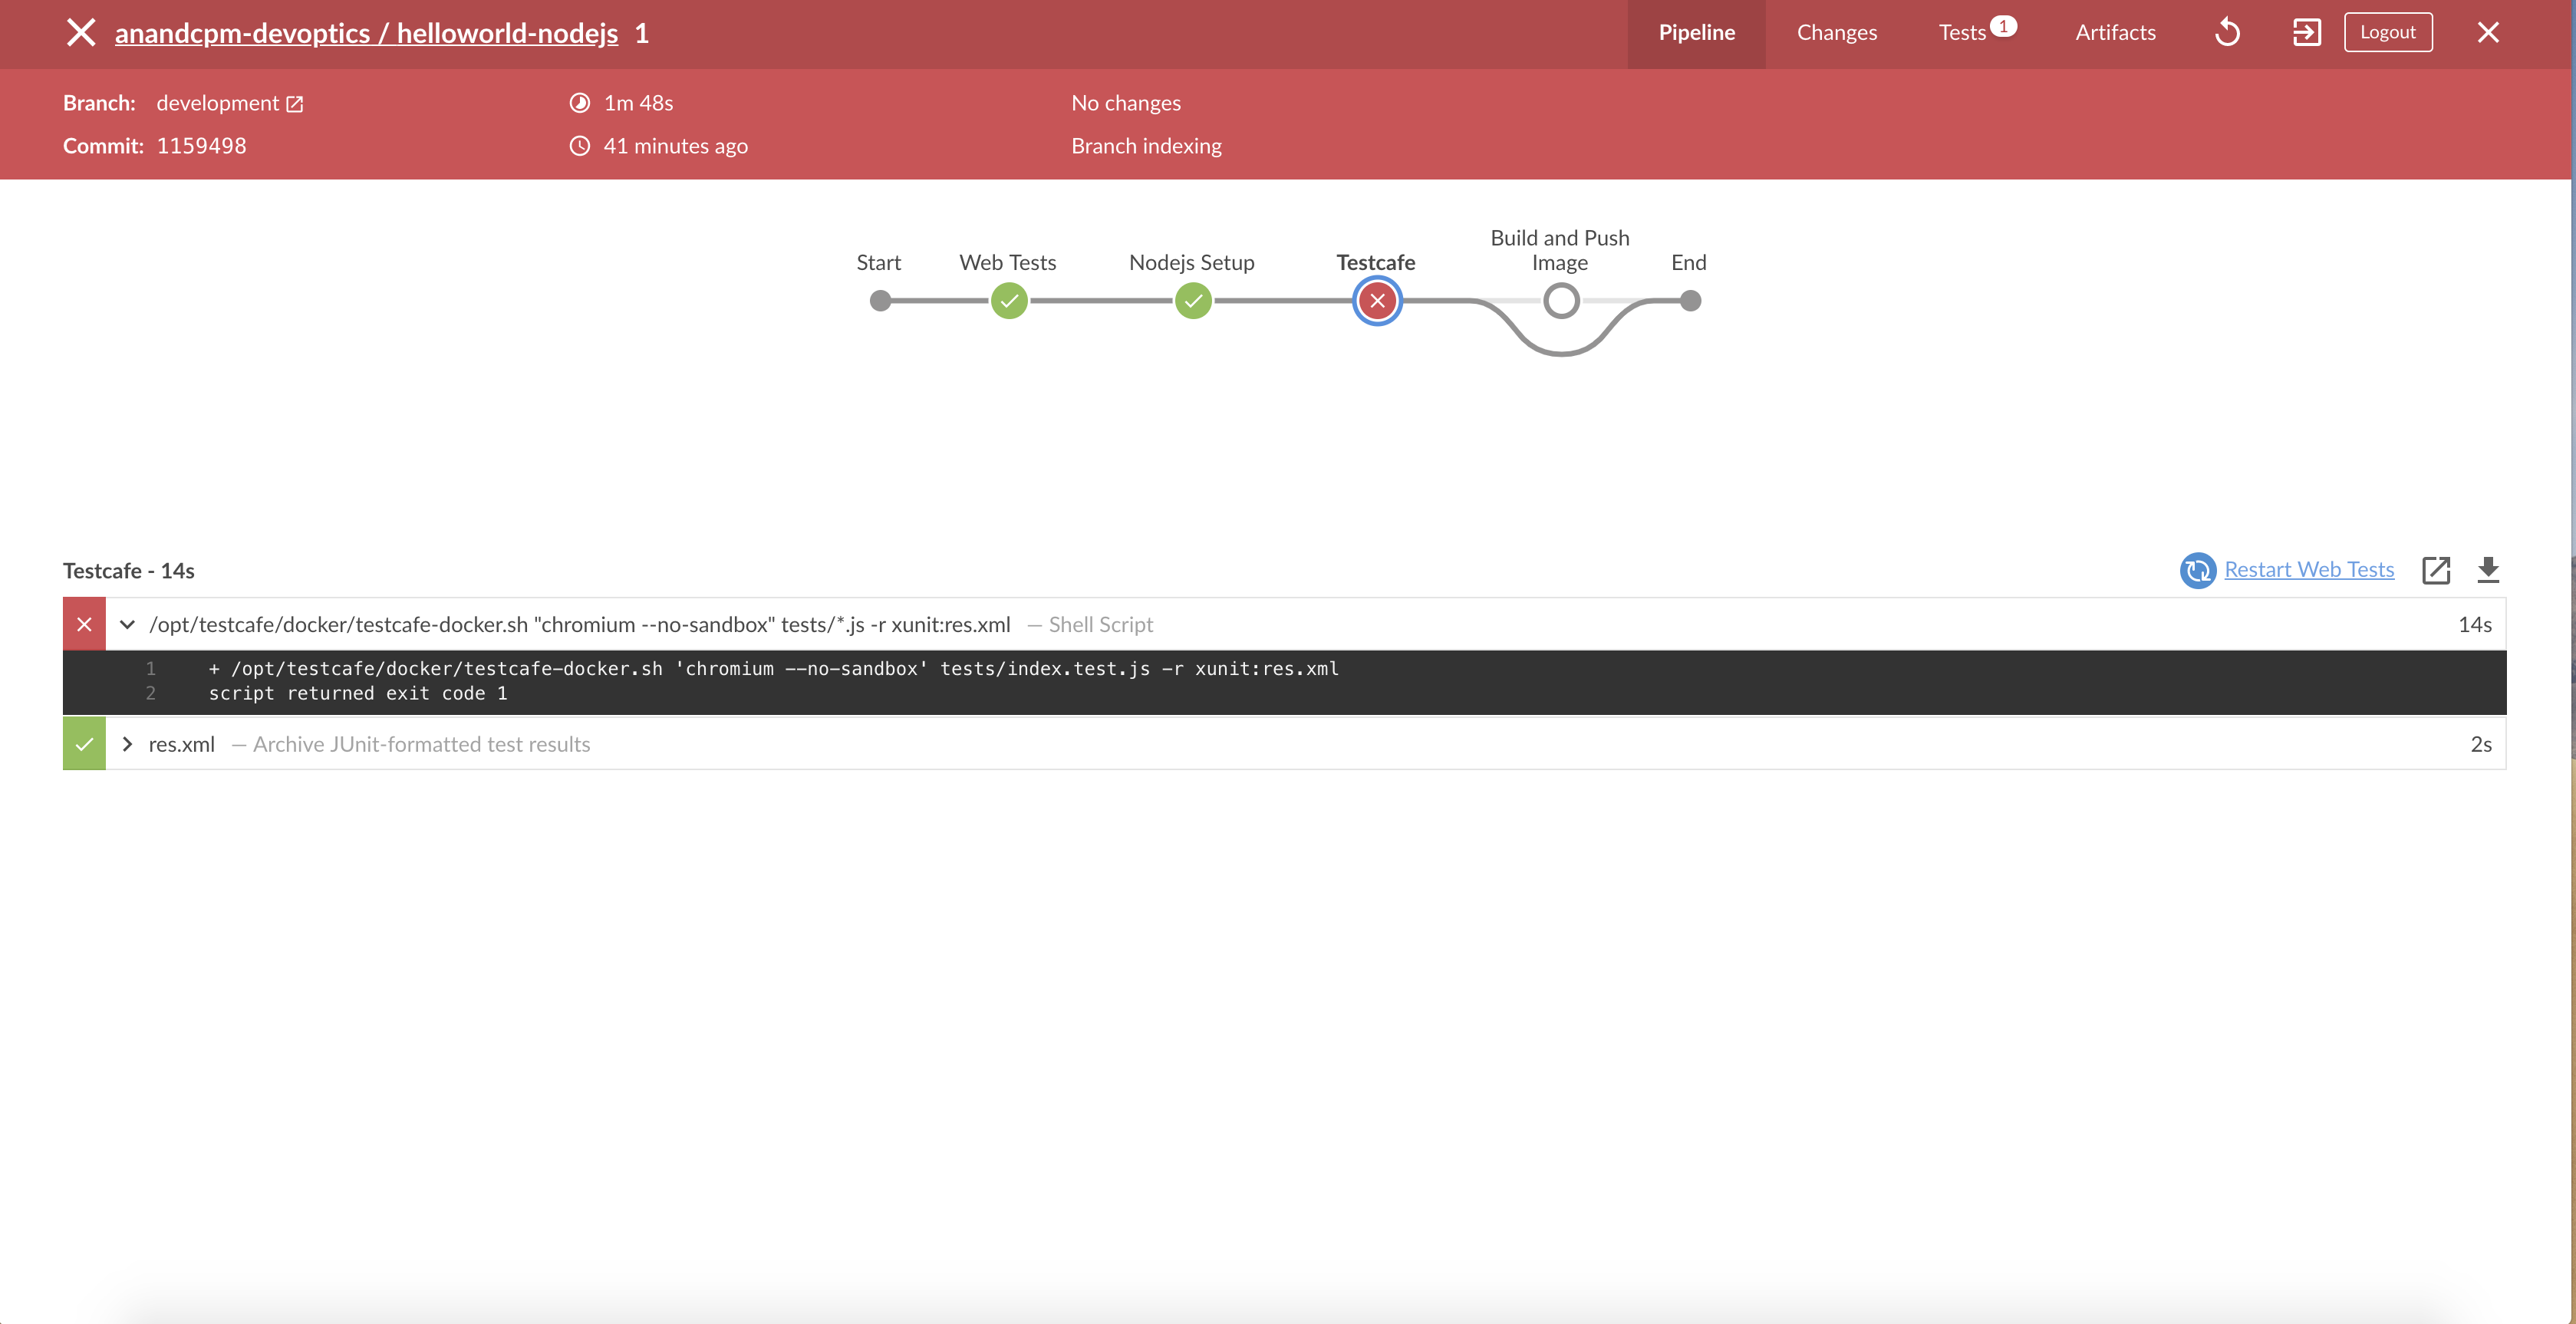 anandcpm-devoptics / helloworld-nodejs 1
Pipeline Changes Tests 1 Artifacts Logout
Branch: development 1m 48s No changes
Commit: 1159498 41 minutes ago Branch indexing
Build and Push
Start Web Tests Nodejs Setup Testcafe Image End
Testcafe - 14s Restart Web Tests
/opt/testcafe/docker/testcafe-docker.sh "chromium --no-sandbox" tests/*.js -r xunit:res.xml — Shell Script 14s
1 + /opt/testcafe/docker/testcafe-docker.sh 'chromium --no-sandbox' tests/index.test.js -r xunit:res.xml
2 script returned exit code 1
res.xml — Archive JUnit-formatted test results 2s